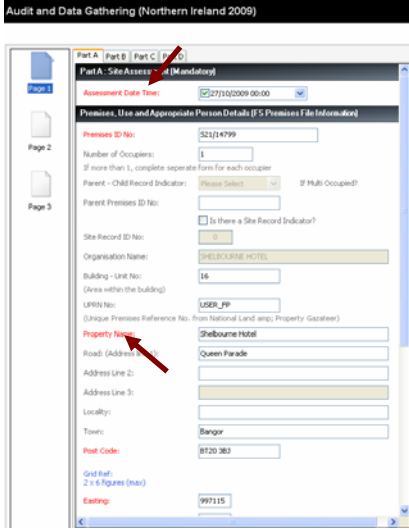 Audit and Data Gathering (Northern Ireland 2009)
Part A Part B Part C Part D
Part A : Site Assessment (Mandatory)
Page 1
Assessment Date Time: 27/10/2009 00:00
Premises, Use and Appropriate Person Details (FS Premises File Information)
Premises ID No: 521/14799
Page 2
Number of Occupiers: 1
If more than 1, complete seperate form for each occupier
Parent - Child Record Indicator: Please Select If Multi Occupied?
Page 3
Parent Premises ID No:
Is there a Site Record Indicator?
Site Record ID No: 0
Organisation Name: SHELBOURNE HOTEL
Building - Unit No: 16
(Area within the building)
UPRN No: USER_FP
(Unique Premises Reference No. from National Land amp; Property Gazateer)
Property Name: Shelbourne Hotel
Road: (Address Line 1): Queen Parade
Address Line 2:
Address Line 3:
Locality:
Town: Bangor
Post Code: BT20 3BJ
Grid Ref:
2 x 6 figures (max)
Easting: 997115